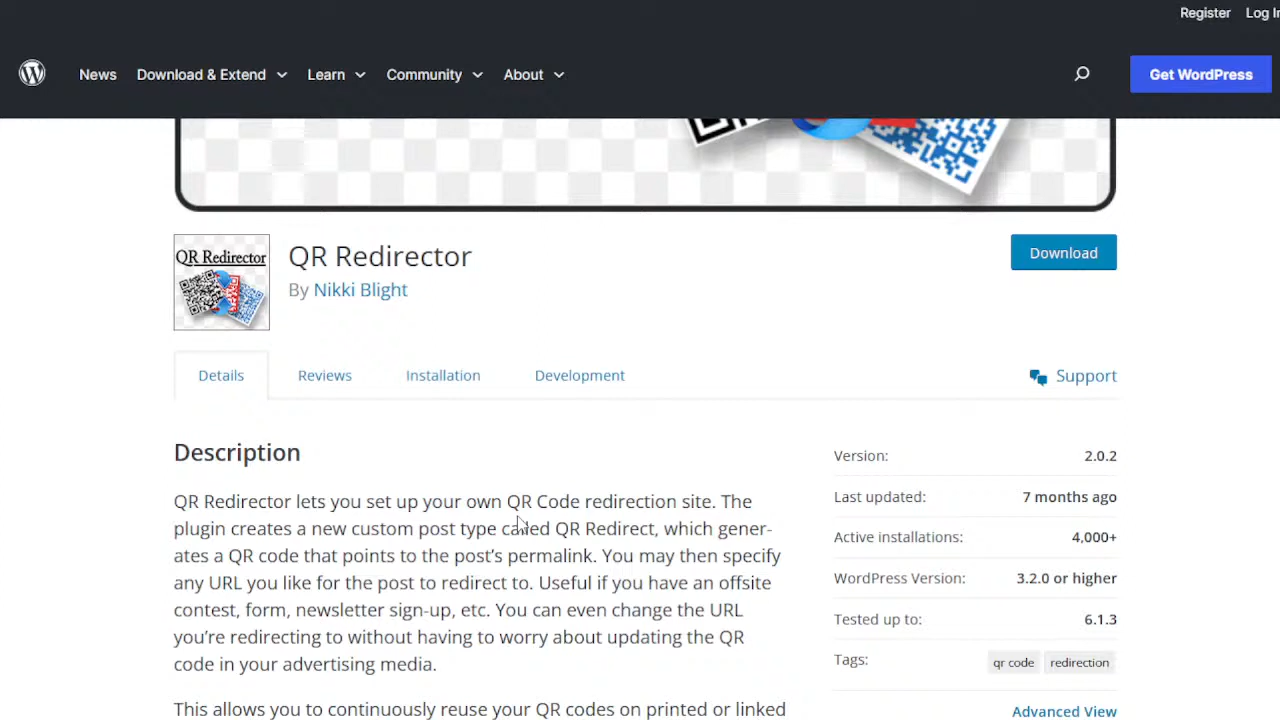 Register Log In
News Download & Extend Learn Community About Get WordPress
QR Redirector
QR Redirector
By Nikki Blight
Download
Details Reviews Installation Development Support
Description
QR Redirector lets you set up your own QR Code redirection site. The
plugin creates a new custom post type called QR Redirect, which gener-
ates a QR code that points to the post's permalink. You may then specify
any URL you like for the post to redirect to. Useful if you have an offsite
contest, form, newsletter sign-up, etc. You can even change the URL
you're redirecting to without having to worry about updating the QR
code in your advertising media.
This allows you to continuously reuse your QR codes on printed or linked
Version: 2.0.2
Last updated: 7 months ago
Active installations: 4,000+
WordPress Version: 3.2.0 or higher
Tested up to: 6.1.3
Tags: qr code redirection
Advanced View